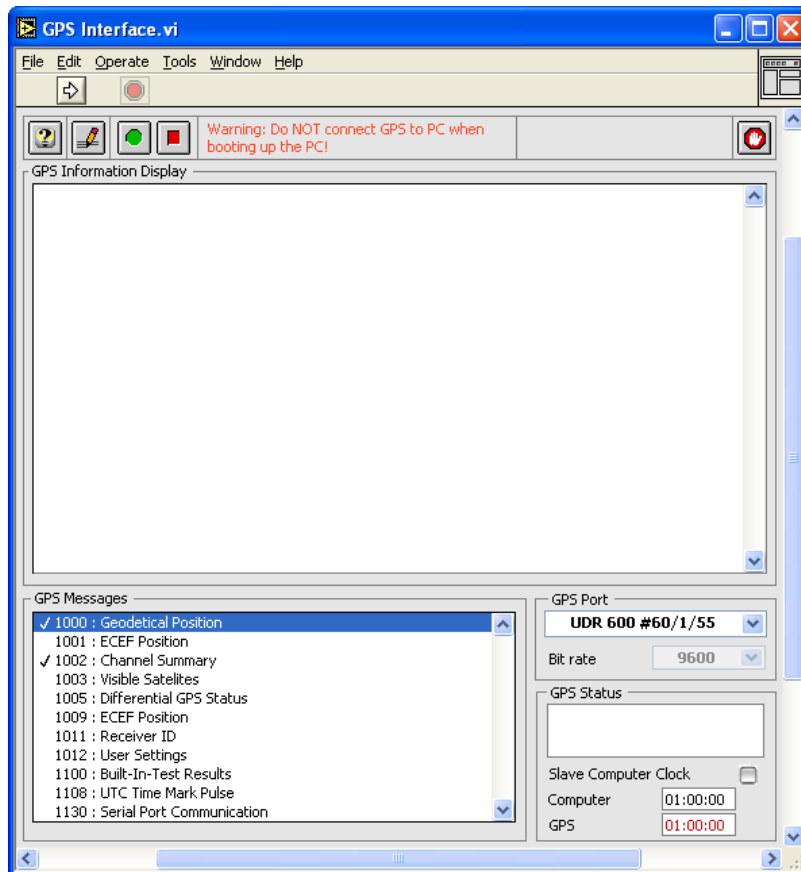 GPS Interface.vi
File Edit Operate Tools Window Help
Warning: Do NOT connect GPS to PC when
booting up the PC!
GPS Information Display
GPS Messages
1000 : Geodetical Position
1001 : ECEF Position
1002 : Channel Summary
1003 : Visible Satelites
1005 : Differential GPS Status
1009 : ECEF Position
1011 : Receiver ID
1012 : User Settings
1100 : Built-In-Test Results
1108 : UTC Time Mark Pulse
1130 : Serial Port Communication
GPS Port
UDR 600 #60/1/55
Bit rate 9600
GPS Status
Slave Computer Clock
Computer 01:00:00
GPS 01:00:00